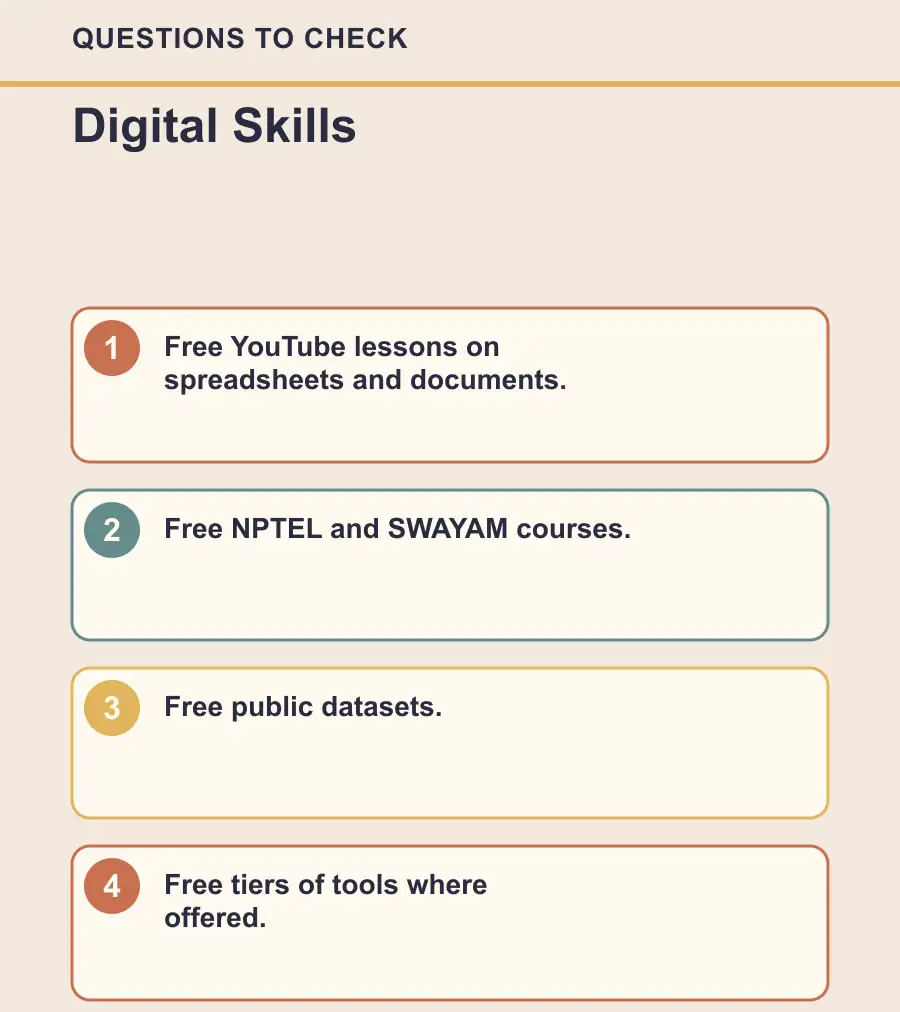 QUESTIONS TO CHECK
Digital Skills
1
Free YouTube lessons on
spreadsheets and documents.
2
Free NPTEL and SWAYAM courses.
3
Free public datasets.
4
Free tiers of tools where
offered.